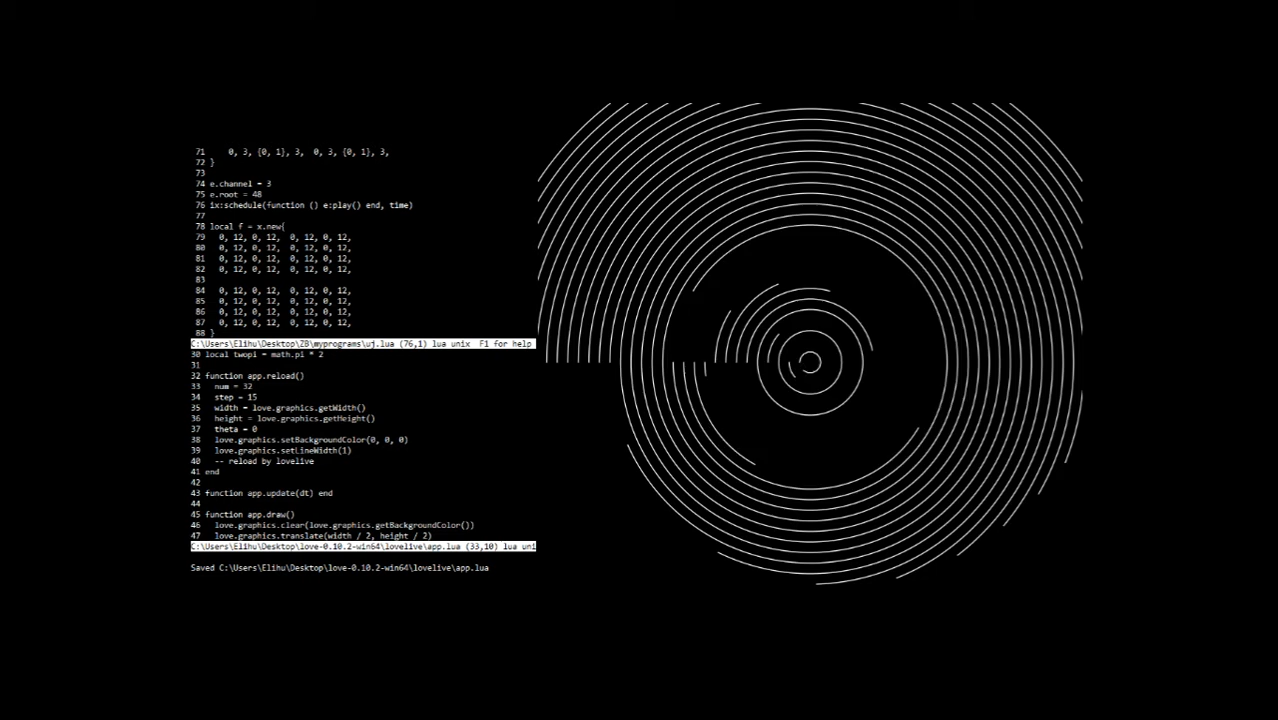 71     0, 3, {0, 1}, 3,  0, 3, {0, 1}, 3,
72 }
73
74 e.channel = 3
75 e.root = 48
76 ix:schedule(function () e:play() end, time)
77
78 local f = x.new{
79   0, 12, 0, 12,  0, 12, 0, 12,
80   0, 12, 0, 12,  0, 12, 0, 12,
81   0, 12, 0, 12,  0, 12, 0, 12,
82   0, 12, 0, 12,  0, 12, 0, 12,
83
84   0, 12, 0, 12,  0, 12, 0, 12,
85   0, 12, 0, 12,  0, 12, 0, 12,
86   0, 12, 0, 12,  0, 12, 0, 12,
87   0, 12, 0, 12,  0, 12, 0, 12,
88 }
C:\Users\Elihu\Desktop\ZB\myprograms\uj.lua (76,1) lua unix  F1 for help
30 local twopi = math.pi * 2
31
32 function app.reload()
33   num = 32
34   step = 15
35   width = love.graphics.getWidth()
36   height = love.graphics.getHeight()
37   theta = 0
38   love.graphics.setBackgroundColor(0, 0, 0)
39   love.graphics.setLineWidth(1)
40   -- reload by lovelive
41 end
42
43 function app.update(dt) end
44
45 function app.draw()
46   love.graphics.clear(love.graphics.getBackgroundColor())
47   love.graphics.translate(width / 2, height / 2)
C:\Users\Elihu\Desktop\love-0.10.2-win64\lovelive\app.lua (33,10) lua uni
Saved C:\Users\Elihu\Desktop\love-0.10.2-win64\lovelive\app.lua